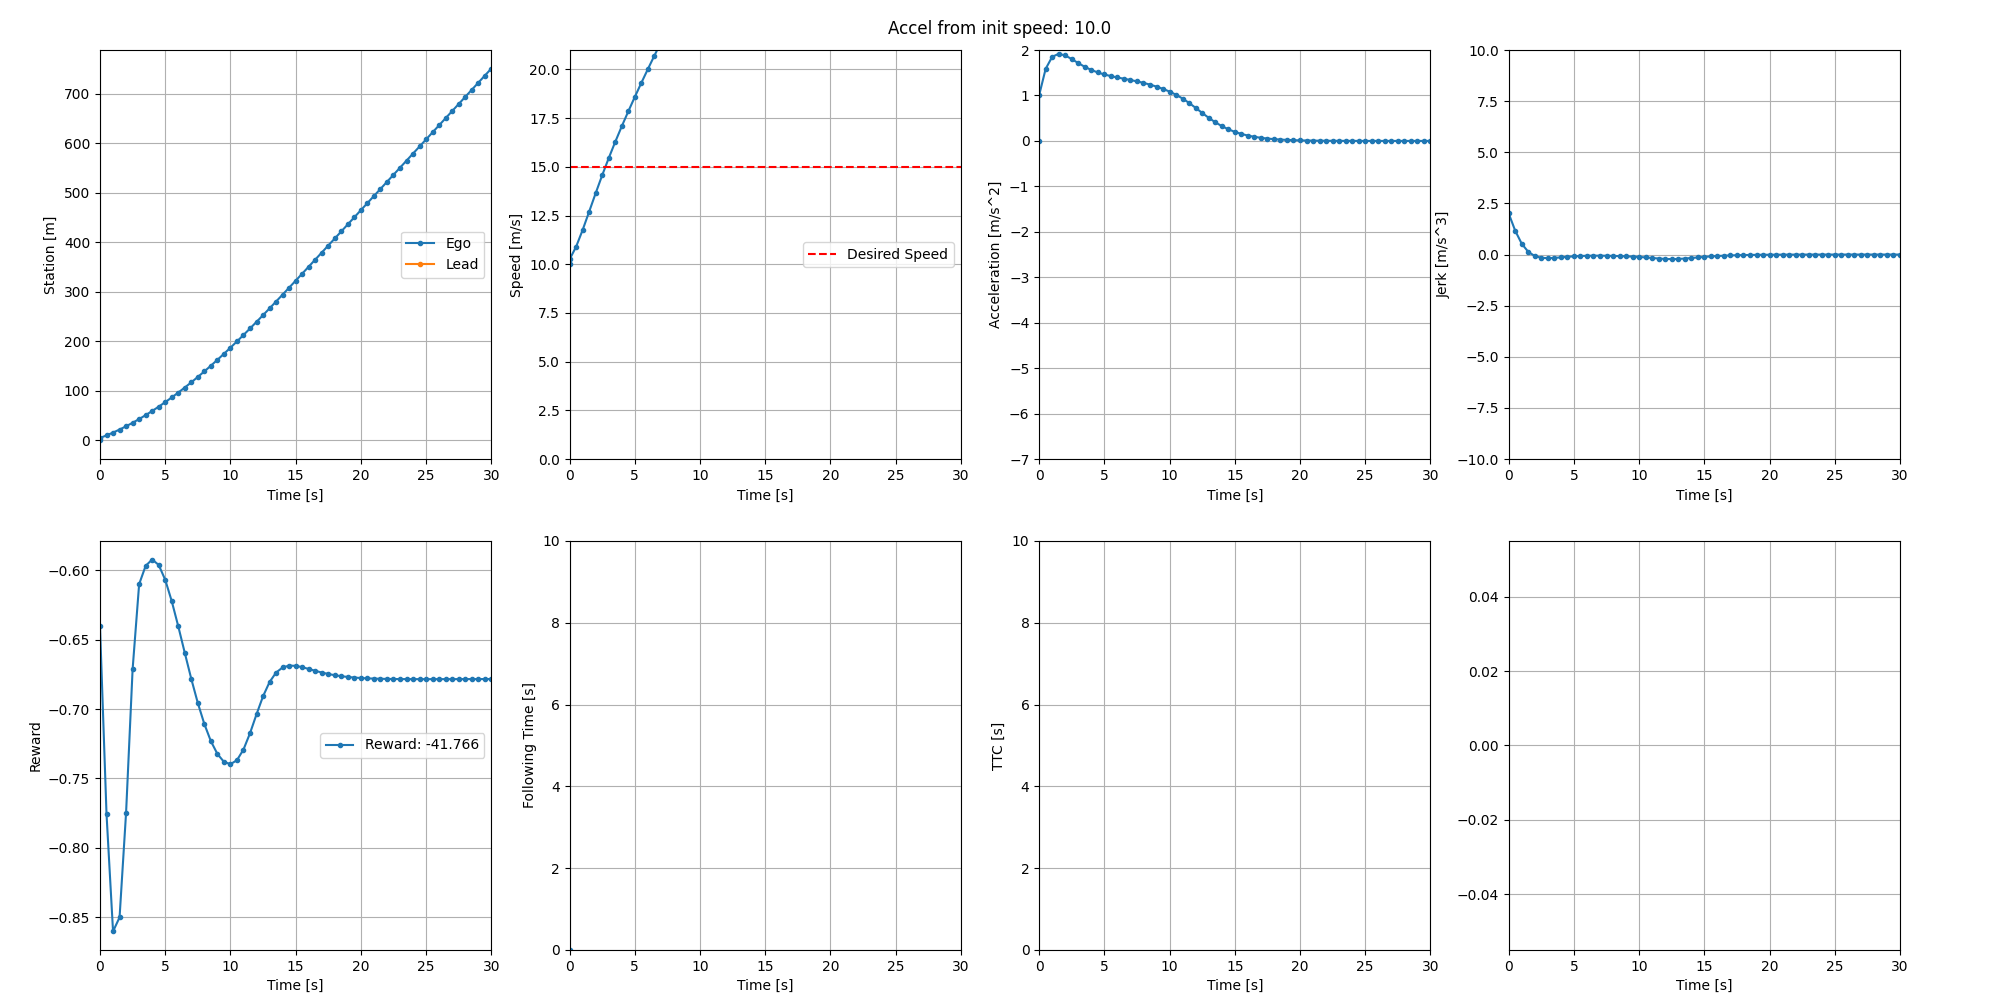 Accel from init speed: 10.0
Station [m]
700
600
500
400
300
200
100
0
0 5 10 15 20 25 30
Time [s]
Ego
Lead
Speed [m/s]
20.0
17.5
15.0
12.5
10.0
7.5
5.0
2.5
0.0
0 5 10 15 20 25 30
Time [s]
Desired Speed
Acceleration [m/s^2]
2
1
0
−1
−2
−3
−4
−5
−6
−7
0 5 10 15 20 25 30
Time [s]
Jerk [m/s^3]
10.0
7.5
5.0
2.5
0.0
−2.5
−5.0
−7.5
−10.0
0 5 10 15 20 25 30
Time [s]
Reward
−0.60
−0.65
−0.70
−0.75
−0.80
−0.85
0 5 10 15 20 25 30
Time [s]
Reward: -41.766
Following Time [s]
10
8
6
4
2
0
0 5 10 15 20 25 30
Time [s]
TTC [s]
10
8
6
4
2
0
0 5 10 15 20 25 30
Time [s]
0.04
0.02
0.00
−0.02
−0.04
0 5 10 15 20 25 30
Time [s]